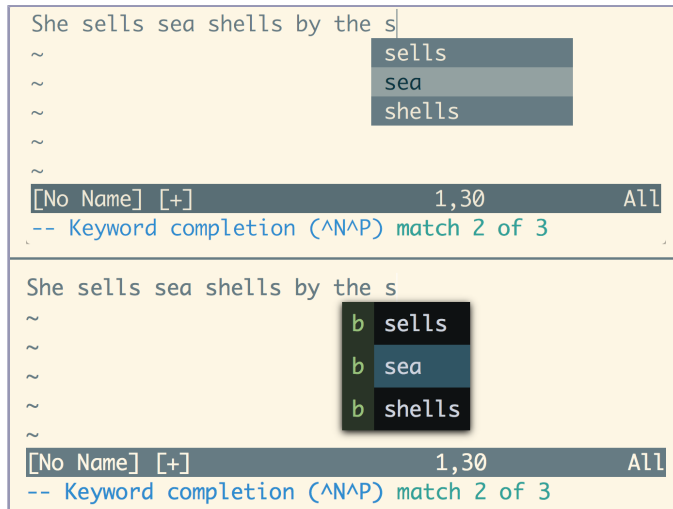 She sells sea shells by the s
~ sells
~ sea
~ shells
~
~
[No Name] [+] 1,30 All
-- Keyword completion (^N^P) match 2 of 3
She sells sea shells by the s
~ b sells
~
~ b sea
~ b shells
~
[No Name] [+] 1,30 All
-- Keyword completion (^N^P) match 2 of 3